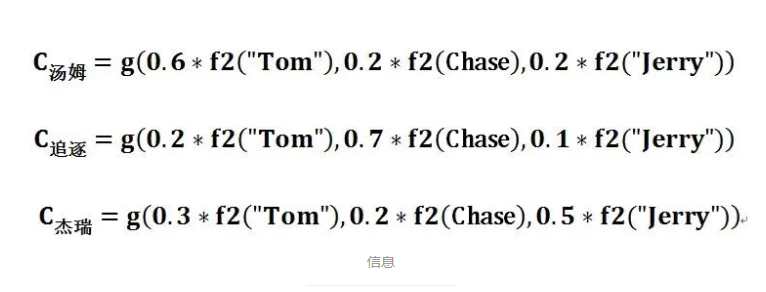 C汤姆 = g(0.6 * f2("Tom"),0.2 * f2(Chase),0.2 * f2("Jerry"))
C追逐 = g(0.2 * f2("Tom"),0.7 * f2(Chase),0.1 * f2("Jerry"))
C杰瑞 = g(0.3 * f2("Tom"),0.2 * f2(Chase),0.5 * f2("Jerry"))
信息